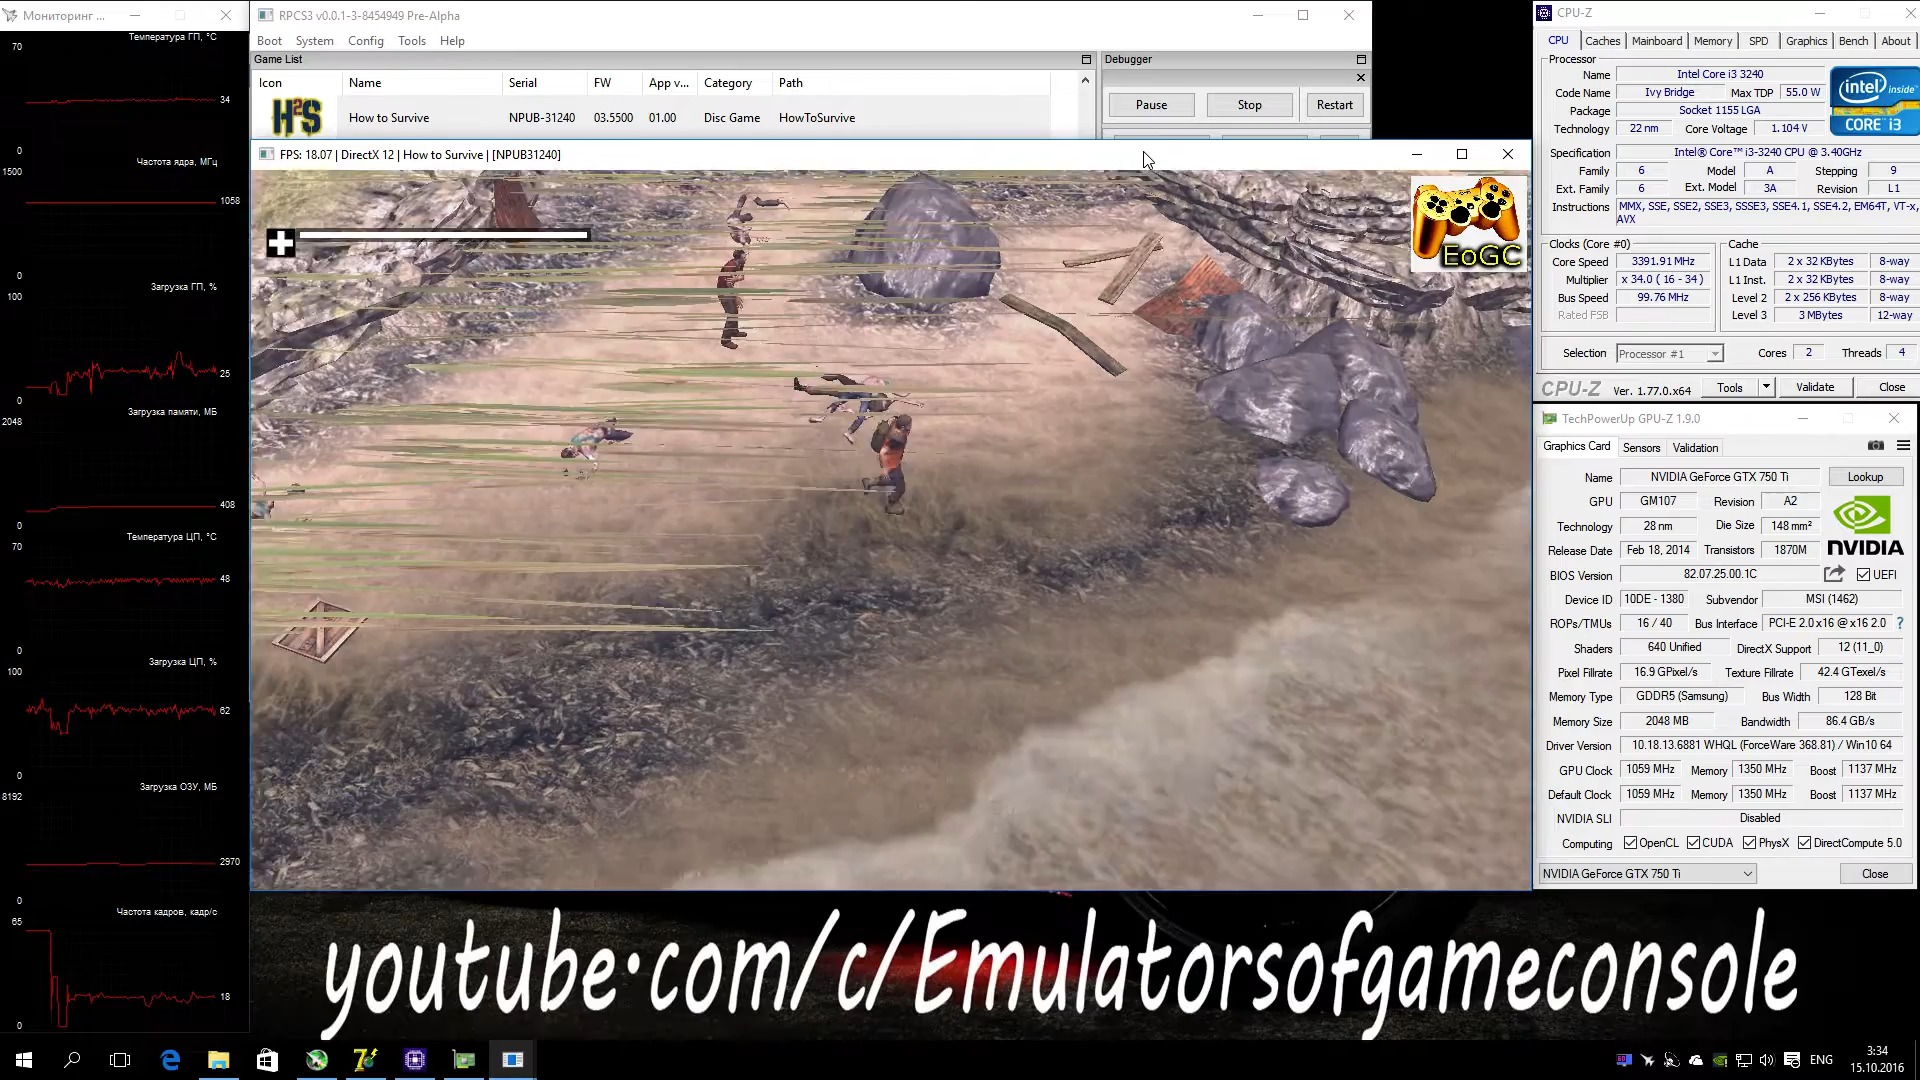 Мониторинг ...
70
Температура ГП, °C
34
0
1500
Частота ядра, МГц
1058
0
100
Загрузка ГП, %
25
0
2048
Загрузка памяти, МБ
408
0
70
Температура ЦП, °C
48
0
100
Загрузка ЦП, %
62
0
8192
Загрузка ОЗУ, МБ
2970
0
65
Частота кадров, кадр/с
18
0
RPCS3 v0.0.1-3-8454949 Pre-Alpha
Boot System Config Tools Help
Game List
Icon Name Serial FW App v... Category Path
H2S How to Survive NPUB-31240 03.5500 01.00 Disc Game HowToSurvive
Debugger
Pause Stop Restart
FPS: 18.07 | DirectX 12 | How to Survive | [NPUB31240]
EoGC
CPU-Z
CPU Caches Mainboard Memory SPD Graphics Bench About
Processor
Name Intel Core i3 3240
Code Name Ivy Bridge Max TDP 55.0 W
Package Socket 1155 LGA
Technology 22 nm Core Voltage 1.104 V
intel inside™
CORE i3
Specification Intel® Core™ i3-3240 CPU @ 3.40GHz
Family 6 Model A Stepping 9
Ext. Family 6 Ext. Model 3A Revision L1
Instructions MMX, SSE, SSE2, SSE3, SSSE3, SSE4.1, SSE4.2, EM64T, VT-x,
AVX
Clocks (Core #0) Cache
Core Speed 3391.91 MHz L1 Data 2 x 32 KBytes 8-way
Multiplier x 34.0 ( 16 - 34 ) L1 Inst. 2 x 32 KBytes 8-way
Bus Speed 99.76 MHz Level 2 2 x 256 KBytes 8-way
Rated FSB Level 3 3 MBytes 12-way
Selection Processor #1 Cores 2 Threads 4
CPU-Z Ver. 1.77.0.x64 Tools Validate Close
TechPowerUp GPU-Z 1.9.0
Graphics Card Sensors Validation
Name NVIDIA GeForce GTX 750 Ti Lookup
GPU GM107 Revision A2
Technology 28 nm Die Size 148 mm²
Release Date Feb 18, 2014 Transistors 1870M
NVIDIA
BIOS Version 82.07.25.00.1C UEFI
Device ID 10DE - 1380 Subvendor MSI (1462)
ROPs/TMUs 16 / 40 Bus Interface PCI-E 2.0 x16 @ x16 2.0 ?
Shaders 640 Unified DirectX Support 12 (11_0)
Pixel Fillrate 16.9 GPixel/s Texture Fillrate 42.4 GTexel/s
Memory Type GDDR5 (Samsung) Bus Width 128 Bit
Memory Size 2048 MB Bandwidth 86.4 GB/s
Driver Version 10.18.13.6881 WHQL (ForceWare 368.81) / Win10 64
GPU Clock 1059 MHz Memory 1350 MHz Boost 1137 MHz
Default Clock 1059 MHz Memory 1350 MHz Boost 1137 MHz
NVIDIA SLI Disabled
Computing OpenCL CUDA PhysX DirectCompute 5.0
NVIDIA GeForce GTX 750 Ti Close
youtube.com/c/Emulatorsofgameconsole
ENG
3:34
15.10.2016